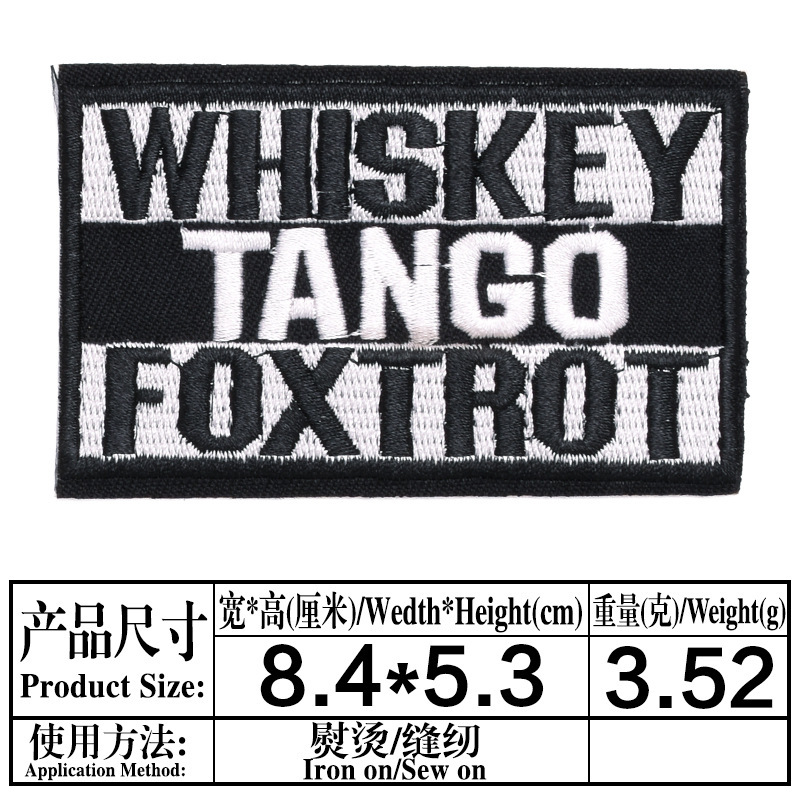 WHISKEY
TANGO
FOXTROT
产品尺寸
Product Size:
宽*高(厘米)/Wedth*Height(cm)
重量(克)/Weight(g)
8.4*5.3
3.52
使用方法:
Application Method:
熨烫/缝纫
Iron on/Sew on